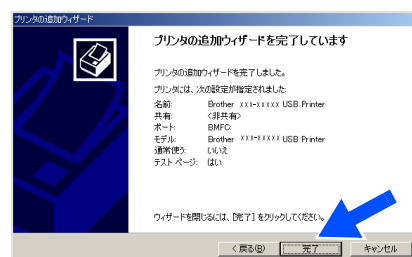 プリンタの追加ウィザード
プリンタの追加ウィザードを完了しています
プリンタの追加ウィザードを完了しました。
プリンタには、次の設定が指定されました:
名前: Brother xxx-xxxxx USB Printer
共有: <非共有>
ポート: BMFC:
モデル: Brother xxx-xxxxx USB Printer
通常使う: いいえ
テスト ページ: はい
ウィザードを閉じるには、[完了] をクリックしてください。
< 戻る(B) 完了 キャンセル